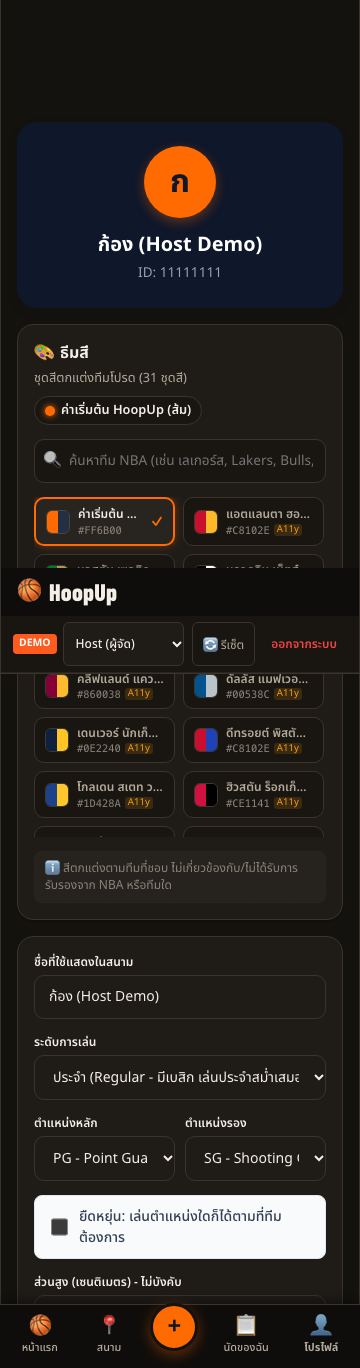 ก
ก้อง (Host Demo)
ID: 11111111
ธีมสี
ชุดสีตกแต่งทีมโปรด (31 ชุดสี)
ค่าเริ่มต้น HoopUp (ส้ม)
ค้นหาทีม NBA (เช่น เลเกอร์ส, Lakers, Bulls,
ค่าเริ่มต้น ...
#FF6B00
แอตแลนตา ฮอ...
#C8102E A11y
HoopUp
DEMO
Host (ผู้จัด)
รีเซ็ต
ออกจากระบบ
คลีฟแลนด์ แคว...
#860038 A11y
ดัลลัส แมฟเวอ...
#00538C A11y
เดนเวอร์ นักเก็...
#0E2240 A11y
ดีทรอยต์ พิสตั...
#C8102E A11y
โกลเดน สเตท ว...
#1D428A A11y
ฮิวสตัน ร็อกเก็...
#CE1141 A11y
สีตกแต่งตามทีมที่ชอบ ไม่เกี่ยวข้องกับ/ไม่ได้รับการ
รับรองจาก NBA หรือทีมใด
ชื่อที่ใช้แสดงในสนาม
ก้อง (Host Demo)
ระดับการเล่น
ประจำ (Regular - มีเบสิก เล่นประจำสม่ำเสมอ
ตำแหน่งหลัก
ตำแหน่งรอง
PG - Point Gua
SG - Shooting
ยืดหยุ่น: เล่นตำแหน่งใดก็ได้ตามที่ทีม
ต้องการ
ส่วนสูง (เซนติเมตร) - ไม่บังคับ
หน้าแรก
สนาม
+
นัดของฉัน
โปรไฟล์